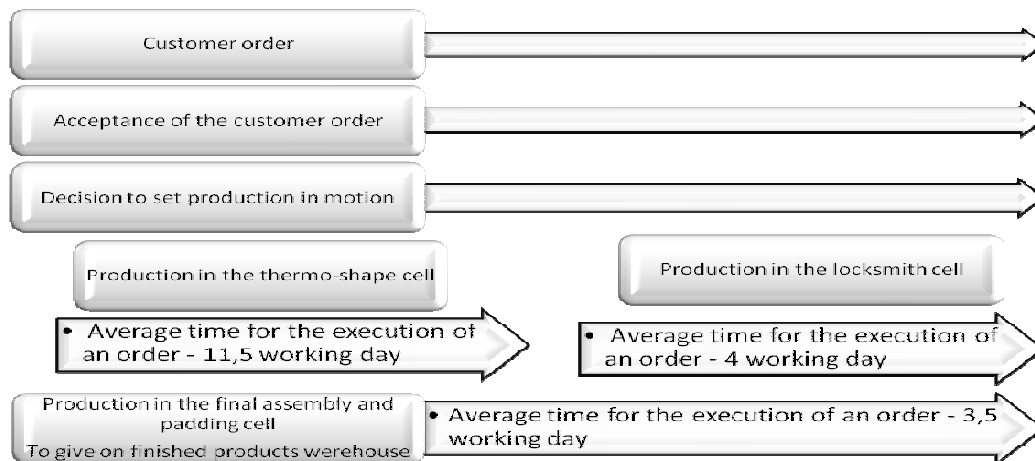 Customer order
Acceptance of the customer order
Decision to set production in motion
Production in the thermo-shape cell
Production in the locksmith cell
• Average time for the execution of
an order - 11,5 working day
• Average time for the execution of
an order - 4 working day
Production in the final assembly and
padding cell
To give on finished products werehouse
• Average time for the execution of an order - 3,5
working day